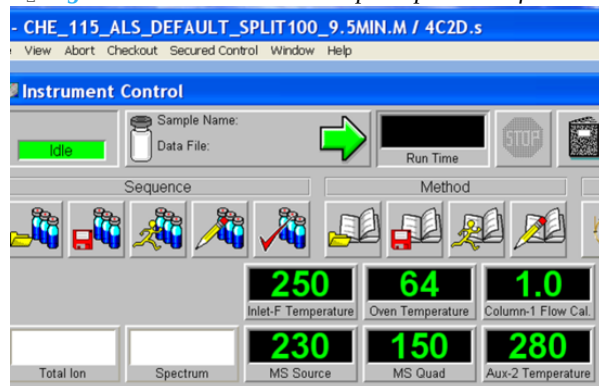 - CHE_115_ALS_DEFAULT_SPLIT100_9.5MIN.M / 4C2D.s
View Abort Checkout Secured Control Window Help
Instrument Control
Sample Name:
Idle
Data File:
STOP
Run Time
Sequence
Method
250
64
1.0
Inlet-F Temperature
Oven Temperature
Column-1 Flow Cal.
230
150
280
Total Ion
Spectrum
MS Source
MS Quad
Aux-2 Temperature